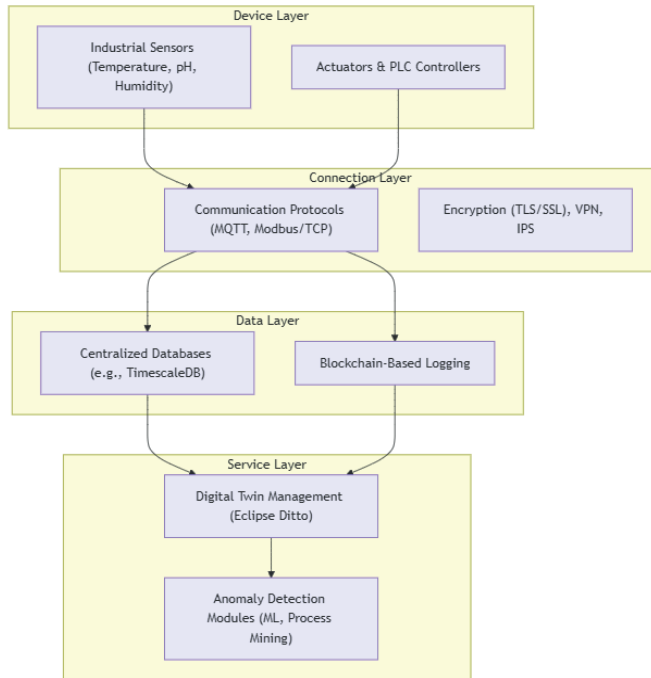 Device Layer
Industrial Sensors
(Temperature, pH,
Humidity)
Actuators & PLC Controllers
Connection Layer
Communication Protocols
(MQTT, Modbus/TCP)
Encryption (TLS/SSL), VPN,
IPS
Data Layer
Centralized Databases
(e.g., TimescaleDB)
Blockchain-Based Logging
Service Layer
Digital Twin Management
(Eclipse Ditto)
Anomaly Detection
Modules (ML, Process
Mining)